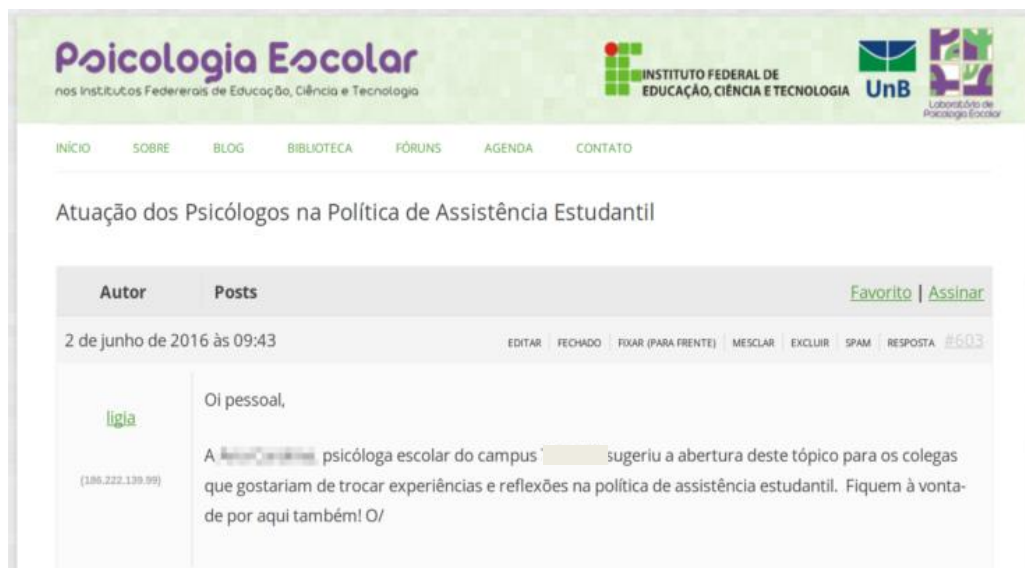 Psicologia Escolar
nos Institutos Federerais de Educação, Ciência e Tecnologia
INSTITUTO FEDERAL DE
EDUCAÇÃO, CIÊNCIA E TECNOLOGIA
UnB
Laboratório de
Psicologia Escolar
INÍCIO SOBRE BLOG BIBLIOTECA FÓRUNS AGENDA CONTATO
Atuação dos Psicólogos na Política de Assistência Estudantil
Autor Posts Favorito | Assinar
2 de junho de 2016 às 09:43 EDITAR FECHADO FIXAR (PARA FRENTE) MESCLAR EXCLUIR SPAM RESPOSTA #603
ligia
(186.222.139.99)
Oi pessoal,
A psicóloga escolar do campus sugeriu a abertura deste tópico para os colegas
que gostariam de trocar experiências e reflexões na política de assistência estudantil. Fiquem à vonta-
de por aqui também! O/